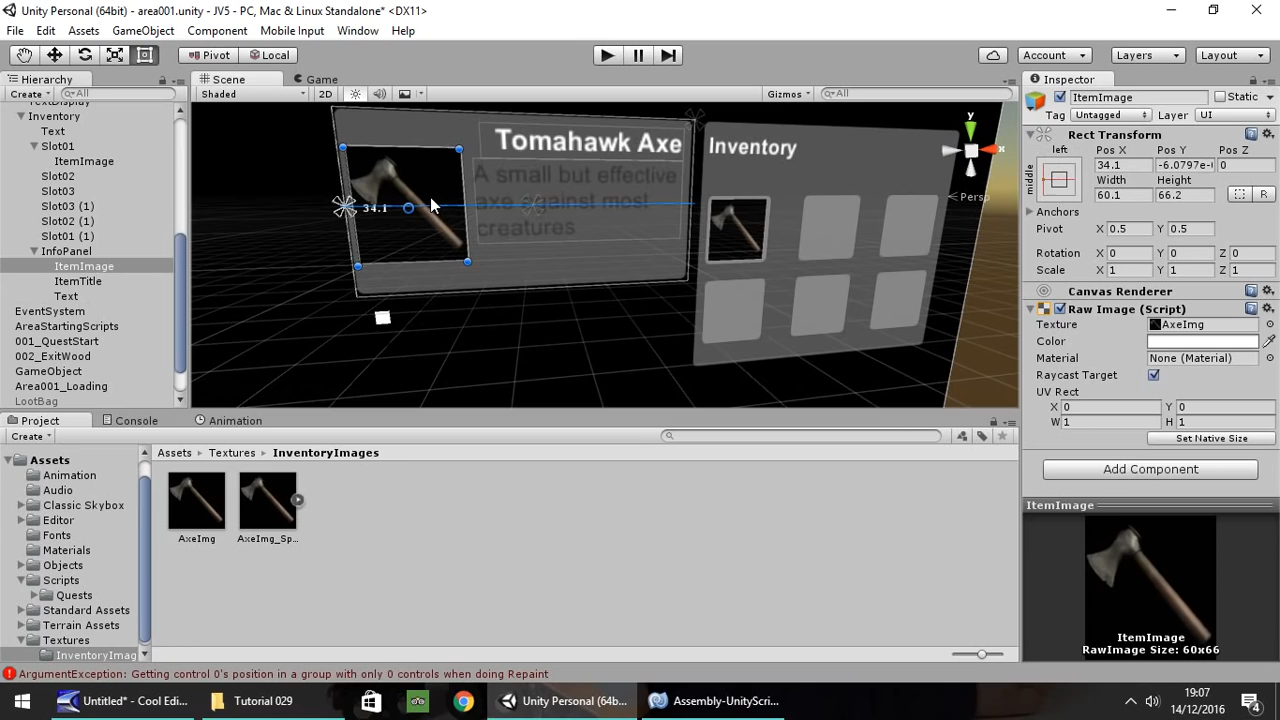 Unity Personal (64bit) - area001.unity - JV5 - PC, Mac & Linux Standalone* <DX11>
File Edit Assets GameObject Component Mobile Input Window Help
Pivot Local Account Layers Layout
Hierarchy
Create All
TextDisplay
Inventory
Text
Slot01
ItemImage
Slot02
Slot03
Slot03 (1)
Slot02 (1)
Slot01 (1)
InfoPanel
ItemImage
ItemTitle
Text
EventSystem
AreaStartingScripts
001_QuestStart
002_ExitWood
GameObject
Area001_Loading
LootBag
Scene Game
Shaded 2D Gizmos All
Tomahawk Axe
A small but effective
axe against most
creatures
34.1
Inventory
y
x
Persp
Inspector
ItemImage Static
Tag Untagged Layer UI
Rect Transform
left Pos X Pos Y Pos Z
middle
34.1 -6.0797e- 0
Width Height
60.1 66.2 R
Anchors
Pivot X 0.5 Y 0.5
Rotation X 0 Y 0 Z 0
Scale X 1 Y 1 Z 1
Canvas Renderer
Raw Image (Script)
Texture AxeImg
Color
Material None (Material)
Raycast Target
UV Rect
X 0 Y 0
W 1 H 1
Set Native Size
Add Component
ItemImage
ItemImage
RawImage Size: 60x66
Project Console Animation
Create
Assets
Animation
Audio
Classic Skybox
Editor
Fonts
Materials
Objects
Scripts
Quests
Standard Assets
Terrain Assets
Textures
InventoryImag
Assets Textures InventoryImages
AxeImg AxeImg_Sp...
ArgumentException: Getting control 0's position in a group with only 0 controls when doing Repaint
Untitled* - Cool Edi... Tutorial 029 Unity Personal (64b... Assembly-UnityScri...
19:07
14/12/2016
4